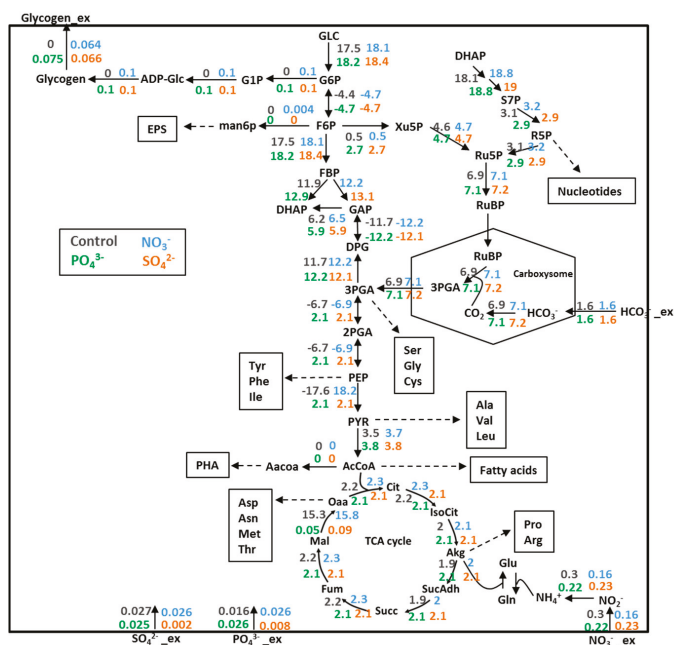 Glycogen_ex
0 0.064
0.075 0.066
GLC
17.5 18.1
18.2 18.4
Glycogen
0 0.1
0.1 0.1
ADP-Glc
0 0.1
0.1 0.1
G1P
0 0.1
0.1 0.1
G6P
-4.4 -4.7
-4.7 -4.7
DHAP
18.1 18.8
18.8 19
S7P
3.1 3.2
2.9 2.9
R5P
3.1 3.2
2.9 2.9
EPS
man6p
0 0.004
0 0
F6P
0.5 0.5
2.7 2.7
Xu5P
4.6 4.7
4.7 4.7
Ru5P
Nucleotides
17.5 18.1
18.2 18.4
FBP
11.9 12.2
12.9 13.1
6.9 7.1
7.1 7.2
RuBP
DHAP
GAP
6.2 6.5
5.9 5.9
-11.7 -12.2
-12.2 -12.1
DPG
Control NO₃⁻
PO₄³⁻ SO₄²⁻
11.7 12.2
12.2 12.1
3PGA
6.9 7.1
7.1 7.2
3PGA
RuBP
6.9 7.1
7.1 7.2
Carboxysome
CO₂
6.9 7.1
7.1 7.2
HCO₃⁻
1.6 1.6
1.6 1.6
HCO₃⁻_ex
-6.7 -6.9
2.1 2.1
2PGA
-6.7 -6.9
2.1 2.1
Ser
Gly
Cys
Tyr
Phe
Ile
PEP
-17.6 18.2
2.1 2.1
PYR
Ala
Val
Leu
3.5 3.7
3.8 3.8
PHA
Aacoa
0 0
0 0
AcCoA
Fatty acids
Asp
Asn
Met
Thr
Oaa
2.2 2.3
2.1 2.1
Cit
2.3
2.2 2.1
2.1
IsoCit
15.3 15.8
0.05 0.09
Mal
TCA cycle
2 2.1
2.1 2.1
Akg
Pro
Arg
2.2 2.3
2.1 2.1
1.9 2
2.1 2.1
Glu
Gln
Fum
2.2 2.3
2.1 2.1
Succ
1.9 2
2.1 2.1
SucAdh
NH₄⁺
0.3 0.16
0.22 0.23
NO₂⁻
0.027 0.026
0.025 0.002
SO₄²⁻_ex
0.016 0.026
0.026 0.008
PO₄³⁻_ex
0.3 0.16
0.22 0.23
NO₃⁻_ex